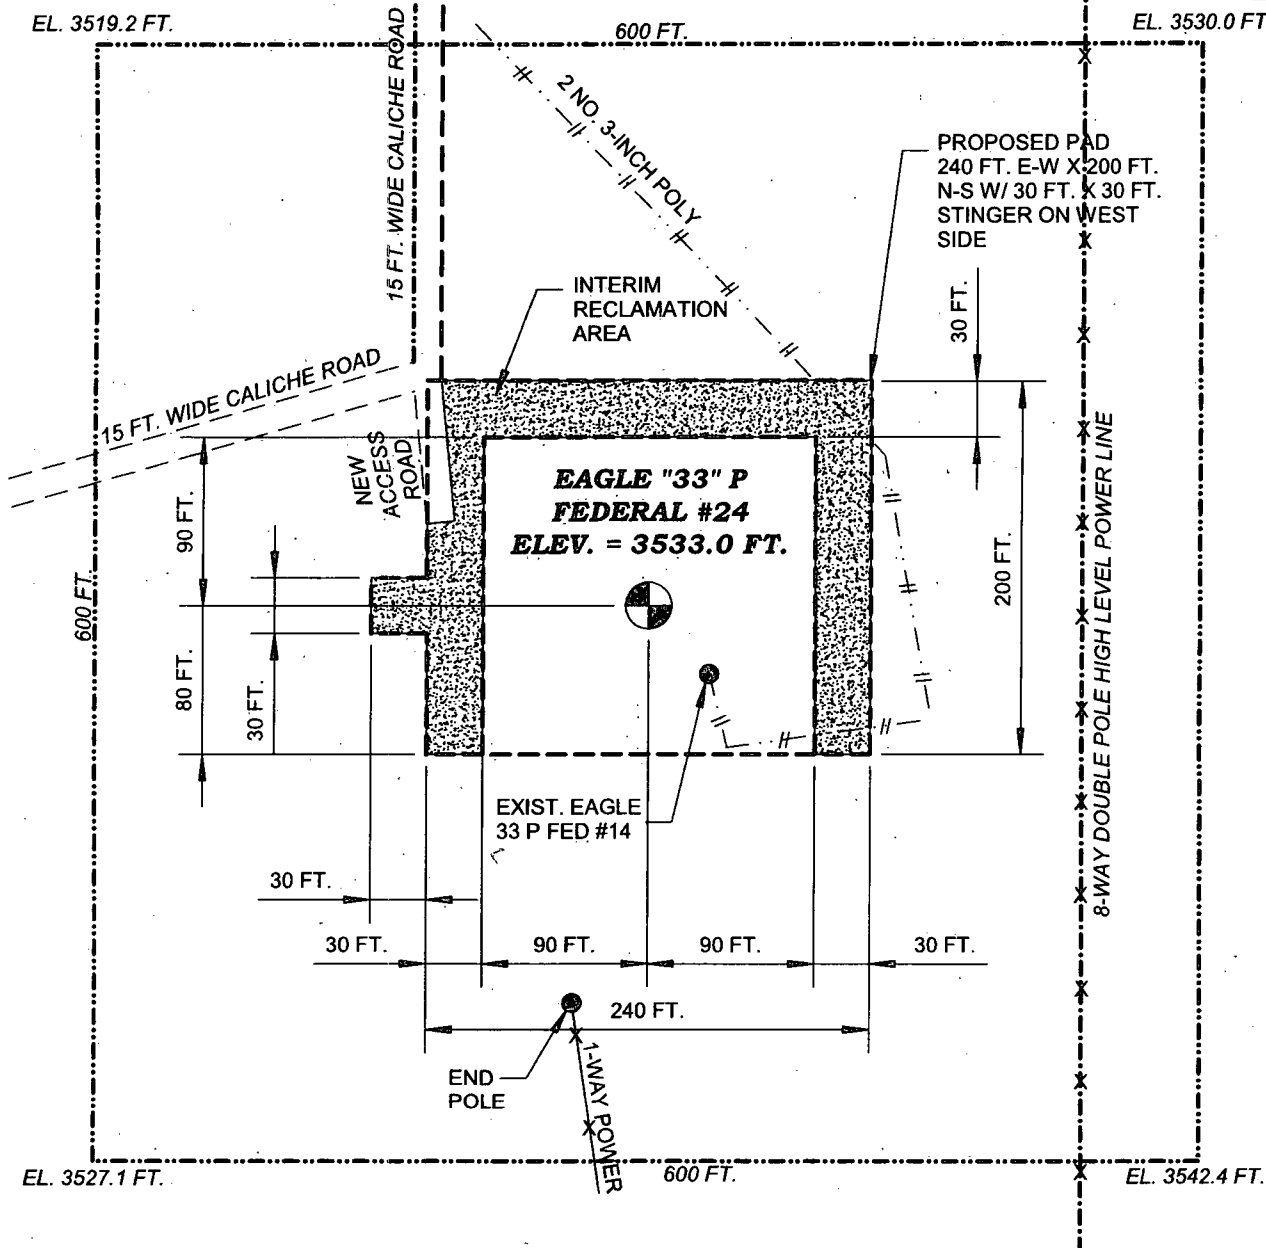 EL. 3519.2 FT.
600 FT.
EL. 3530.0 FT
15 FT. WIDE CALICHE ROAD
2 NO. 3-INCH POLY
PROPOSED PAD
240 FT. E-W X 200 FT.
N-S W/ 30 FT. X 30 FT.
STINGER ON WEST
SIDE
INTERIM
RECLAMATION
AREA
30 FT.
15 FT. WIDE CALICHE ROAD
NEW
ACCESS
ROAD
90 FT.
EAGLE "33" P
FEDERAL #24
ELEV. = 3533.0 FT.
200 FT.
8-WAY DOUBLE POLE HIGH LEVEL POWER LINE
600 FT.
80 FT.
30 FT.
EXIST. EAGLE
33 P FED #14
30 FT.
30 FT.
90 FT.
90 FT.
30 FT.
240 FT.
END
POLE
1-WAY POWER
EL. 3527.1 FT.
600 FT.
EL. 3542.4 FT.